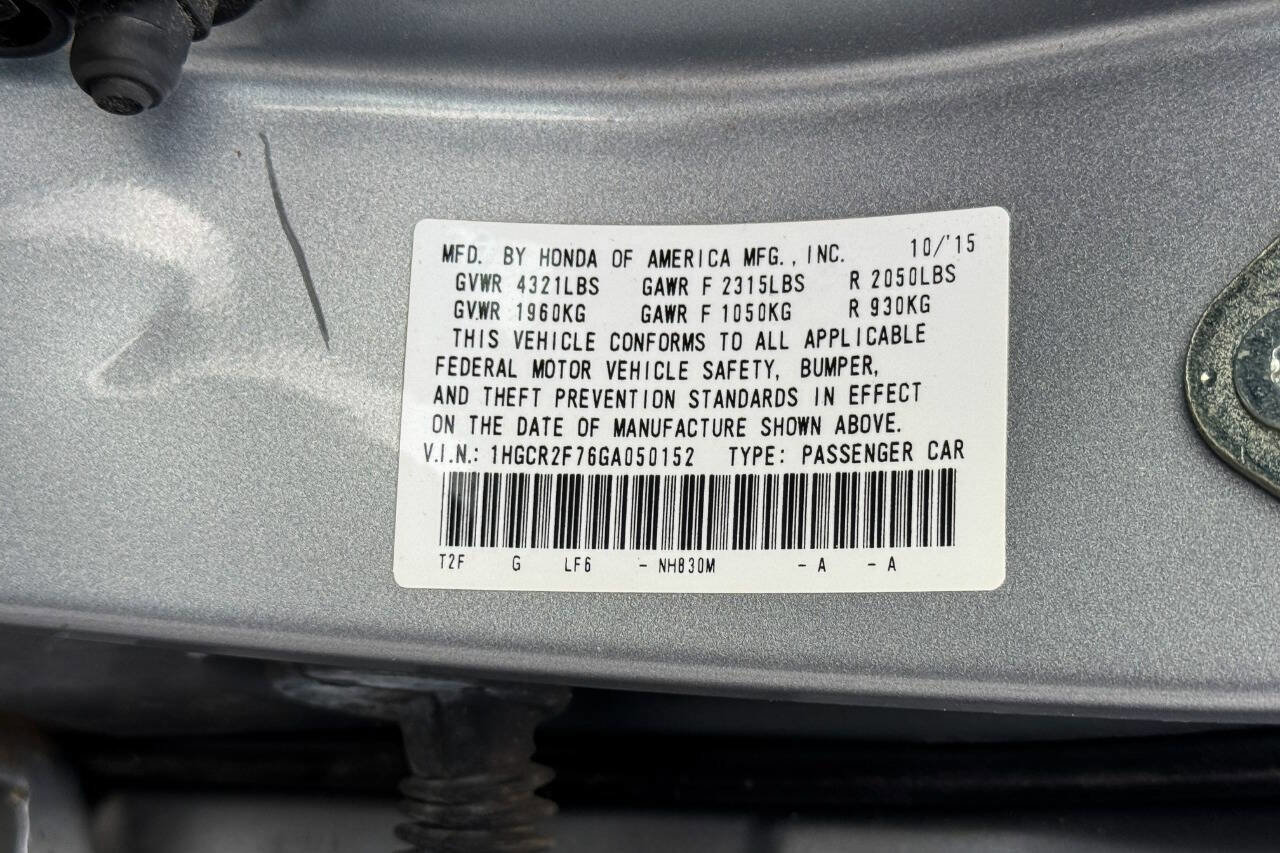 MFD. BY HONDA OF AMERICA MFG., INC. 10/'15
GVWR 4321LBS GAWR F 2315LBS R 2050LBS
GVWR 1960KG GAWR F 1050KG R 930KG
THIS VEHICLE CONFORMS TO ALL APPLICABLE
FEDERAL MOTOR VEHICLE SAFETY, BUMPER,
AND THEFT PREVENTION STANDARDS IN EFFECT
ON THE DATE OF MANUFACTURE SHOWN ABOVE.
V.I.N.: 1HGCR2F76GA050152 TYPE: PASSENGER CAR
T2F G LF6 - NH830M - A - A